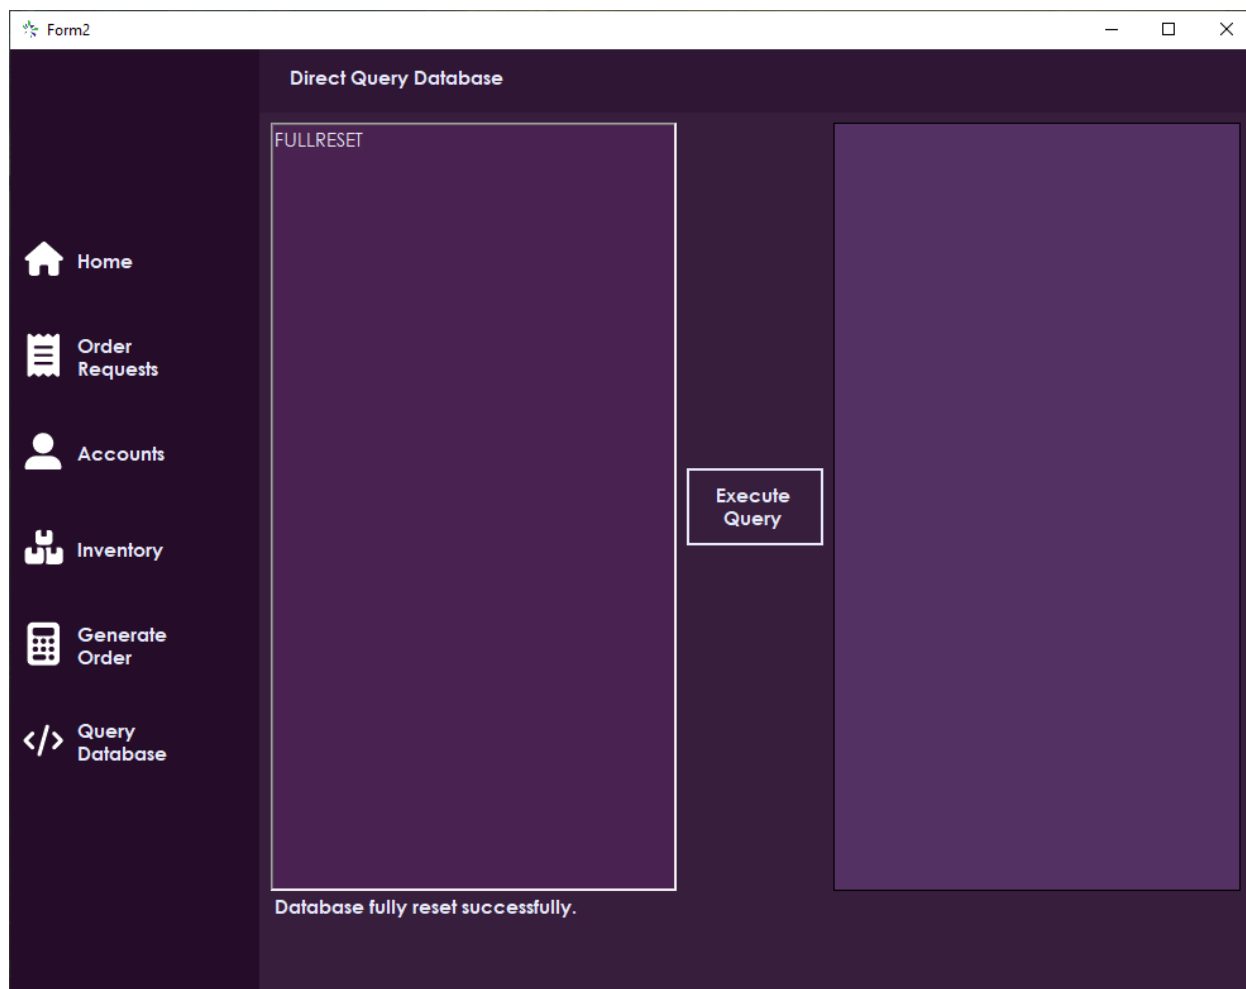 Form2
Direct Query Database
FULLRESET
Home
Order
Requests
Accounts
Execute
Query
Inventory
Generate
Order
Query
Database
Database fully reset successfully.